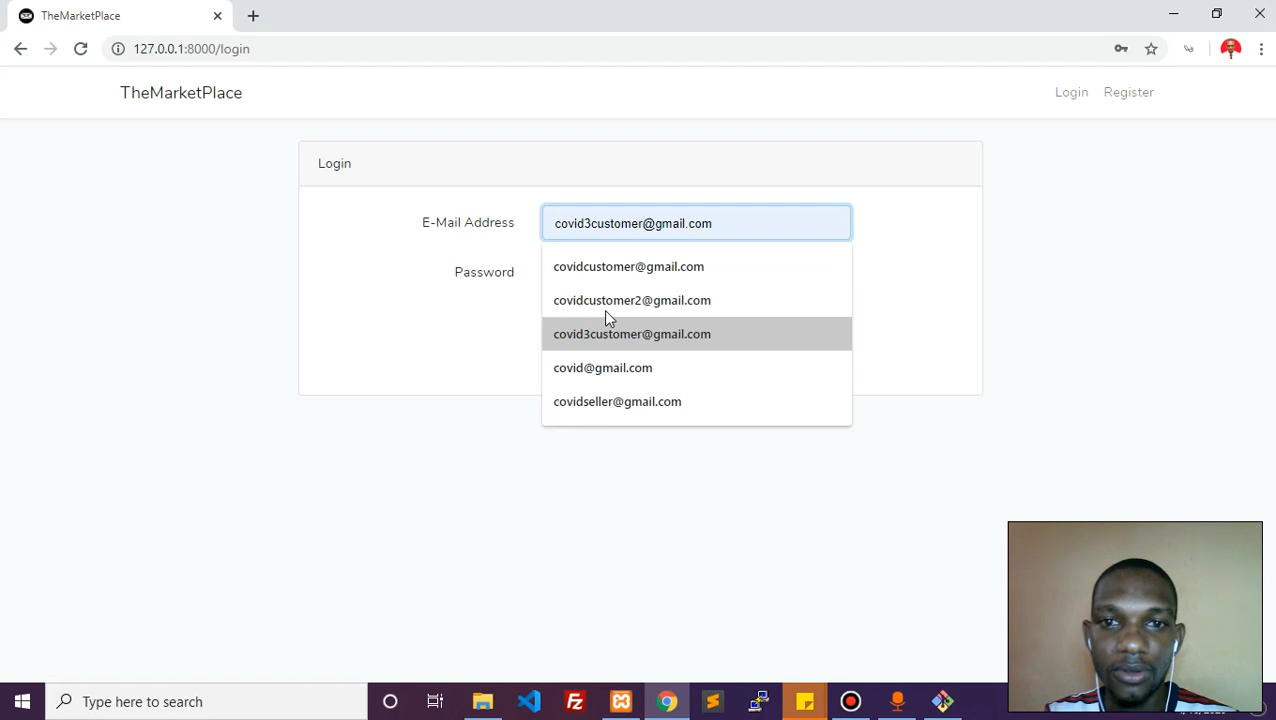 TheMarketPlace
127.0.0.1:8000/login
TheMarketPlace
Login Register
Login
E-Mail Address covid3customer@gmail.com
covidcustomer@gmail.com
Password
covidcustomer2@gmail.com
covid3customer@gmail.com
covid@gmail.com
covidseller@gmail.com
Type here to search